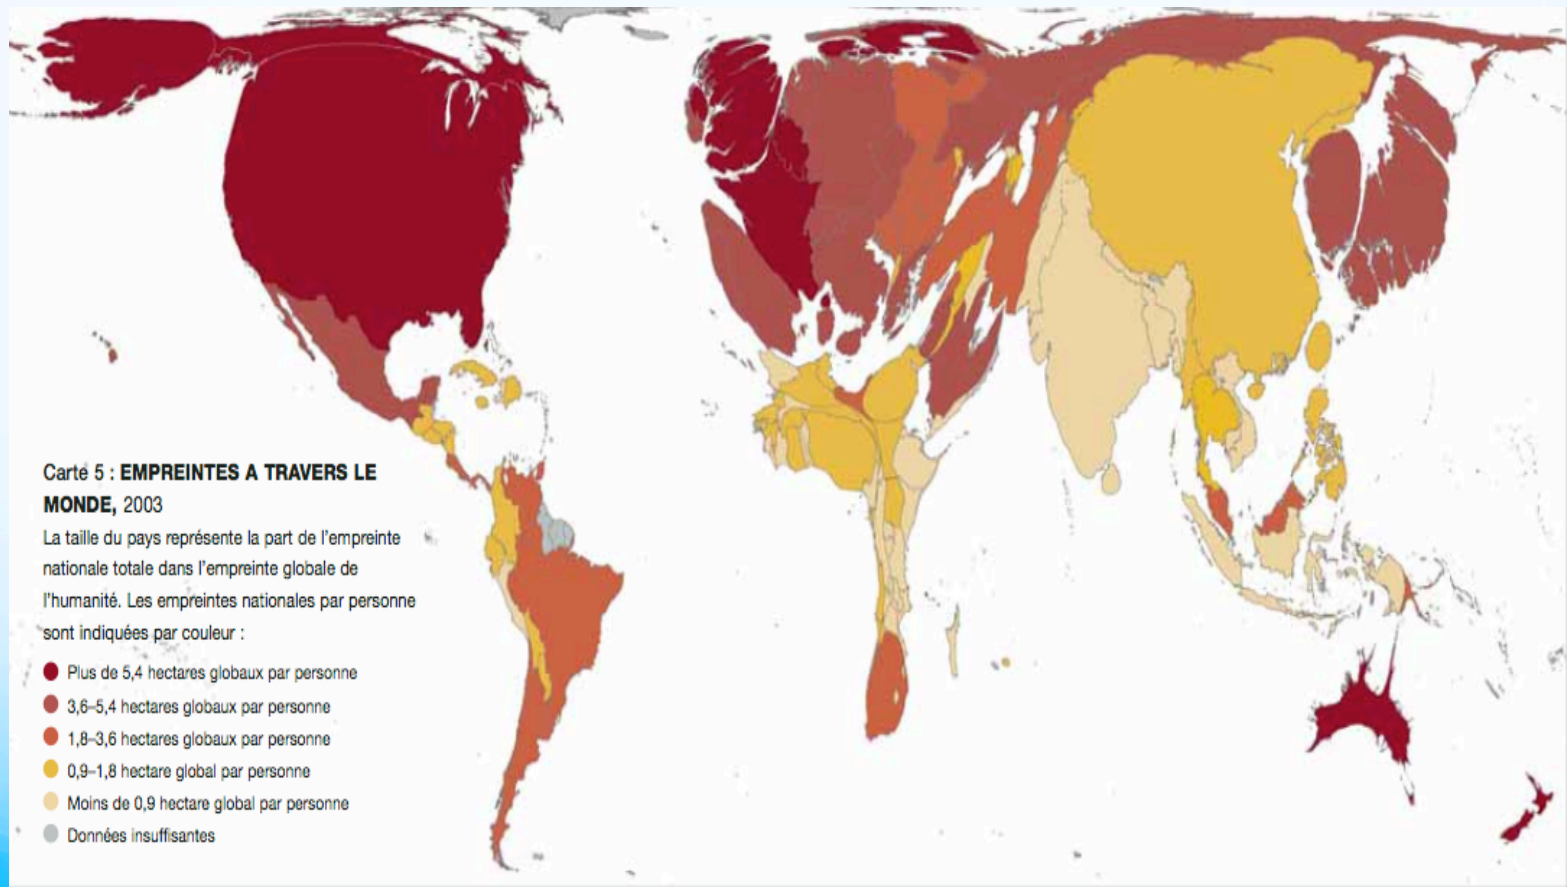 Carte 5 : EMPREINTES A TRAVERS LE
MONDE, 2003
La taille du pays représente la part de l'empreinte
nationale totale dans l'empreinte globale de
l'humanité. Les empreintes nationales par personne
sont indiquées par couleur :
Plus de 5,4 hectares globaux par personne
3,6–5,4 hectares globaux par personne
1,8–3,6 hectares globaux par personne
0,9–1,8 hectare global par personne
Moins de 0,9 hectare global par personne
Données insuffisantes